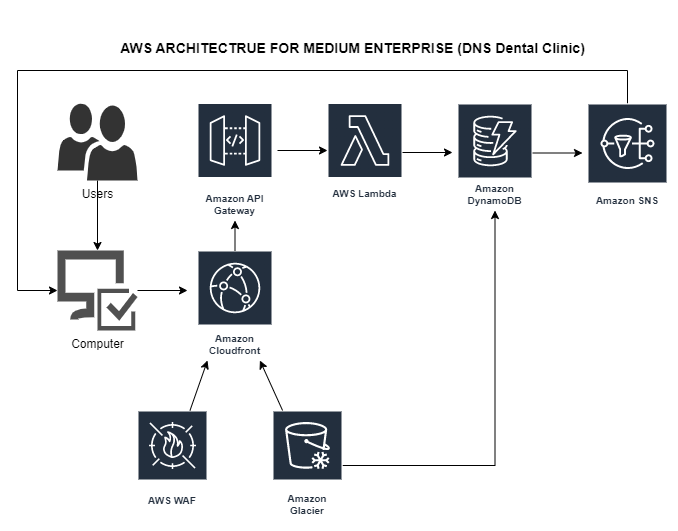 AWS ARCHITECTRUE FOR MEDIUM ENTERPRISE (DNS Dental Clinic)
Users
Amazon API
Gateway
AWS Lambda
Amazon
DynamoDB
Amazon SNS
Computer
Amazon
Cloudfront
AWS WAF
Amazon
Glacier